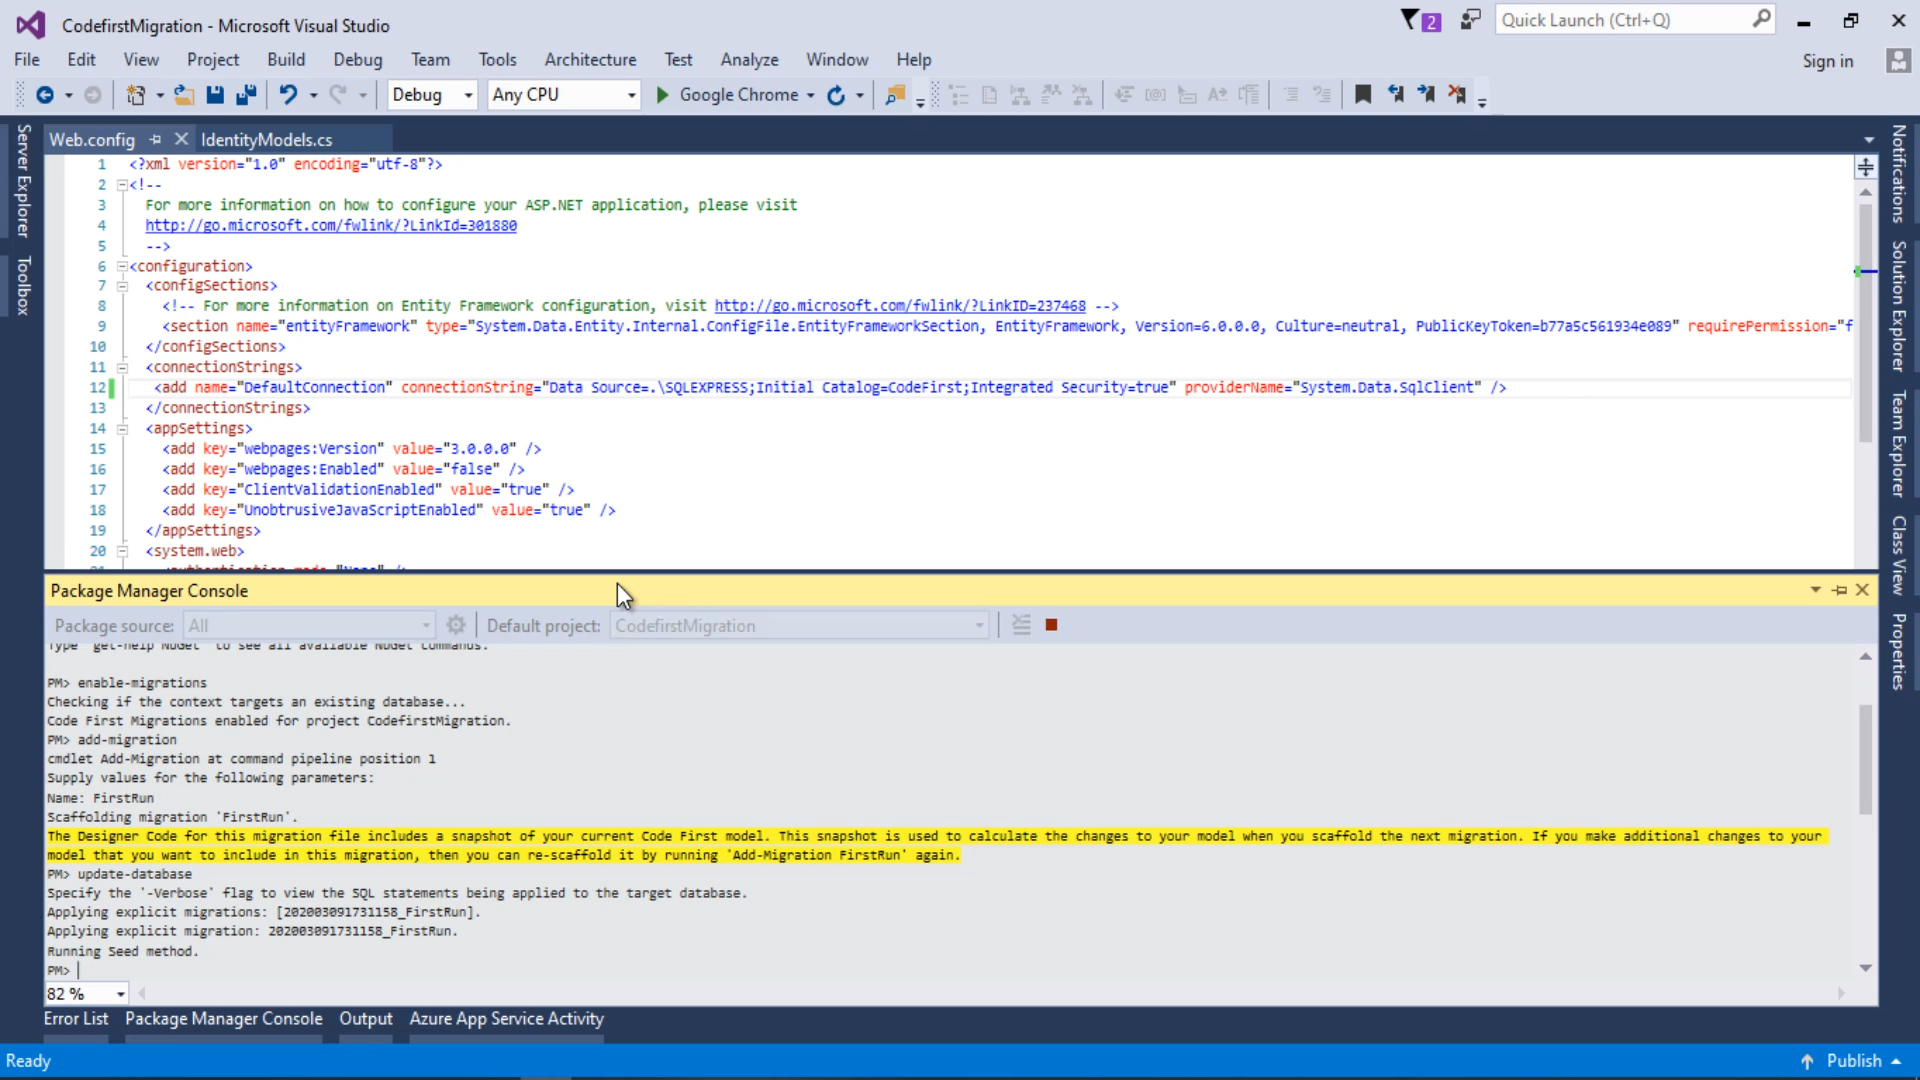 CodefirstMigration - Microsoft Visual Studio
2
Quick Launch (Ctrl+Q)
File Edit View Project Build Debug Team Tools Architecture Test Analyze Window Help
Sign in
Debug Any CPU Google Chrome
Server Explorer
Toolbox
Web.config IdentityModels.cs
1 <?xml version="1.0" encoding="utf-8"?>
2 <!--
3 For more information on how to configure your ASP.NET application, please visit
4 http://go.microsoft.com/fwlink/?LinkId=301880
5 -->
6 <configuration>
7 <configSections>
8 <!-- For more information on Entity Framework configuration, visit http://go.microsoft.com/fwlink/?LinkID=237468 -->
9 <section name="entityFramework" type="System.Data.Entity.Internal.ConfigFile.EntityFrameworkSection, EntityFramework, Version=6.0.0.0, Culture=neutral, PublicKeyToken=b77a5c561934e089" requirePermission="f
10 </configSections>
11 <connectionStrings>
12 <add name="DefaultConnection" connectionString="Data Source=.\SQLEXPRESS;Initial Catalog=CodeFirst;Integrated Security=true" providerName="System.Data.SqlClient" />
13 </connectionStrings>
14 <appSettings>
15 <add key="webpages:Version" value="3.0.0.0" />
16 <add key="webpages:Enabled" value="false" />
17 <add key="ClientValidationEnabled" value="true" />
18 <add key="UnobtrusiveJavaScriptEnabled" value="true" />
19 </appSettings>
20 <system.web>
Notifications
Solution Explorer
Team Explorer
Class View
Properties
Package Manager Console
Package source: All Default project: CodefirstMigration
Type 'get-help NuGet' to see all available NuGet commands.
PM> enable-migrations
Checking if the context targets an existing database...
Code First Migrations enabled for project CodefirstMigration.
PM> add-migration
cmdlet Add-Migration at command pipeline position 1
Supply values for the following parameters:
Name: FirstRun
Scaffolding migration 'FirstRun'.
The Designer Code for this migration file includes a snapshot of your current Code First model. This snapshot is used to calculate the changes to your model when you scaffold the next migration. If you make additional changes to your
model that you want to include in this migration, then you can re-scaffold it by running 'Add-Migration FirstRun' again.
PM> update-database
Specify the '-Verbose' flag to view the SQL statements being applied to the target database.
Applying explicit migrations: [202003091731158_FirstRun].
Applying explicit migration: 202003091731158_FirstRun.
Running Seed method.
PM>
82 %
Error List Package Manager Console Output Azure App Service Activity
Ready
Publish